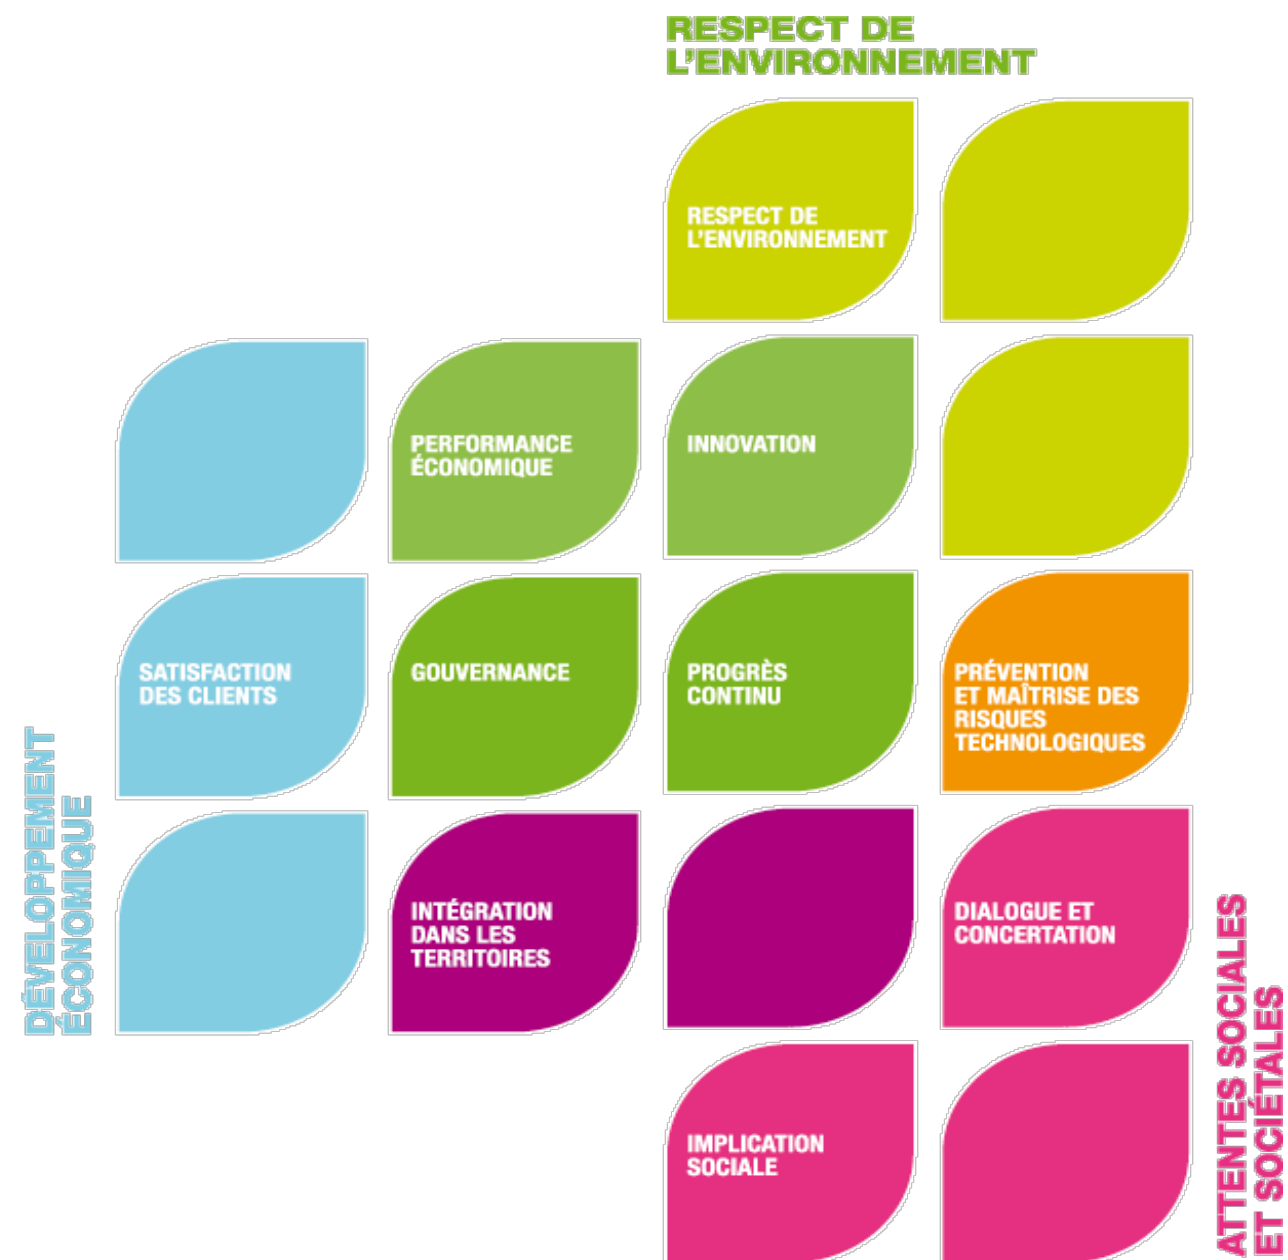 RESPECT DE
L'ENVIRONNEMENT
RESPECT DE
L'ENVIRONNEMENT
PERFORMANCE
ÉCONOMIQUE
INNOVATION
SATISFACTION
DES CLIENTS
GOUVERNANCE
PROGRÈS
CONTINU
PRÉVENTION
ET MAÎTRISE DES
RISQUES
TECHNOLOGIQUES
DÉVELOPPEMENT
ÉCONOMIQUE
INTÉGRATION
DANS LES
TERRITOIRES
DIALOGUE ET
CONCERTATION
IMPLICATION
SOCIALE
ATTENTES SOCIALES
ET SOCIÉTALES